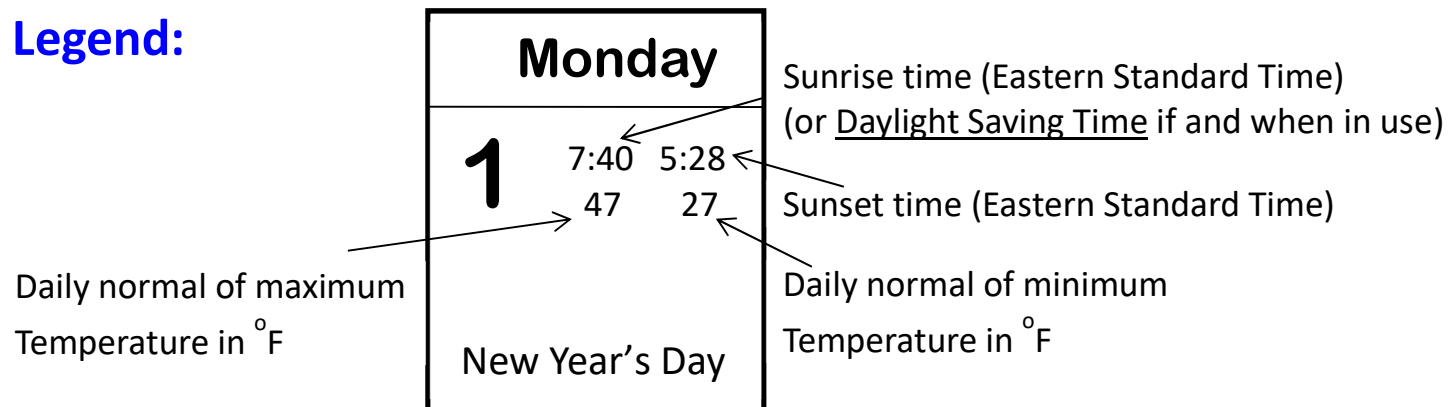 Legend:
Monday
Sunrise time (Eastern Standard Time)
(or Daylight Saving Time if and when in use)
1 7:40 5:28
47 27
Sunset time (Eastern Standard Time)
Daily normal of maximum
Temperature in °F
Daily normal of minimum
Temperature in °F
New Year’s Day